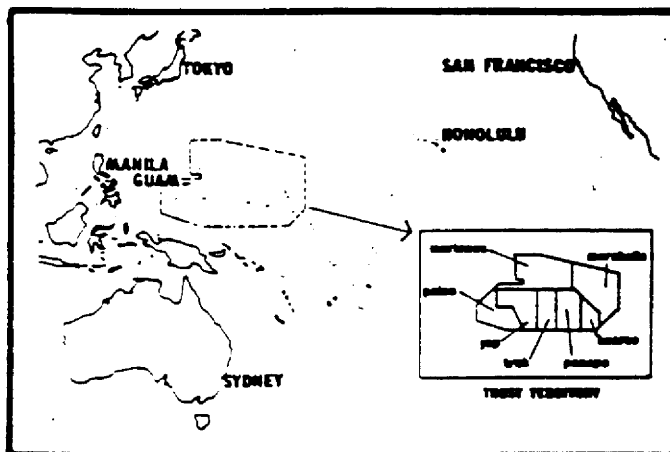 TOKYO
SAN FRANCISCO
HONOLULU
MANILA
GUAM
marianas
marshalls
palau
yap
truk
ponape
kosrae
SYDNEY
TRUST TERRITORY